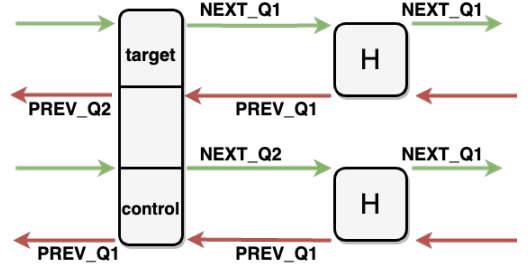 NEXT_Q1 NEXT_Q1
target H
PREV_Q2 PREV_Q1
NEXT_Q2 NEXT_Q1
control H
PREV_Q1 PREV_Q1